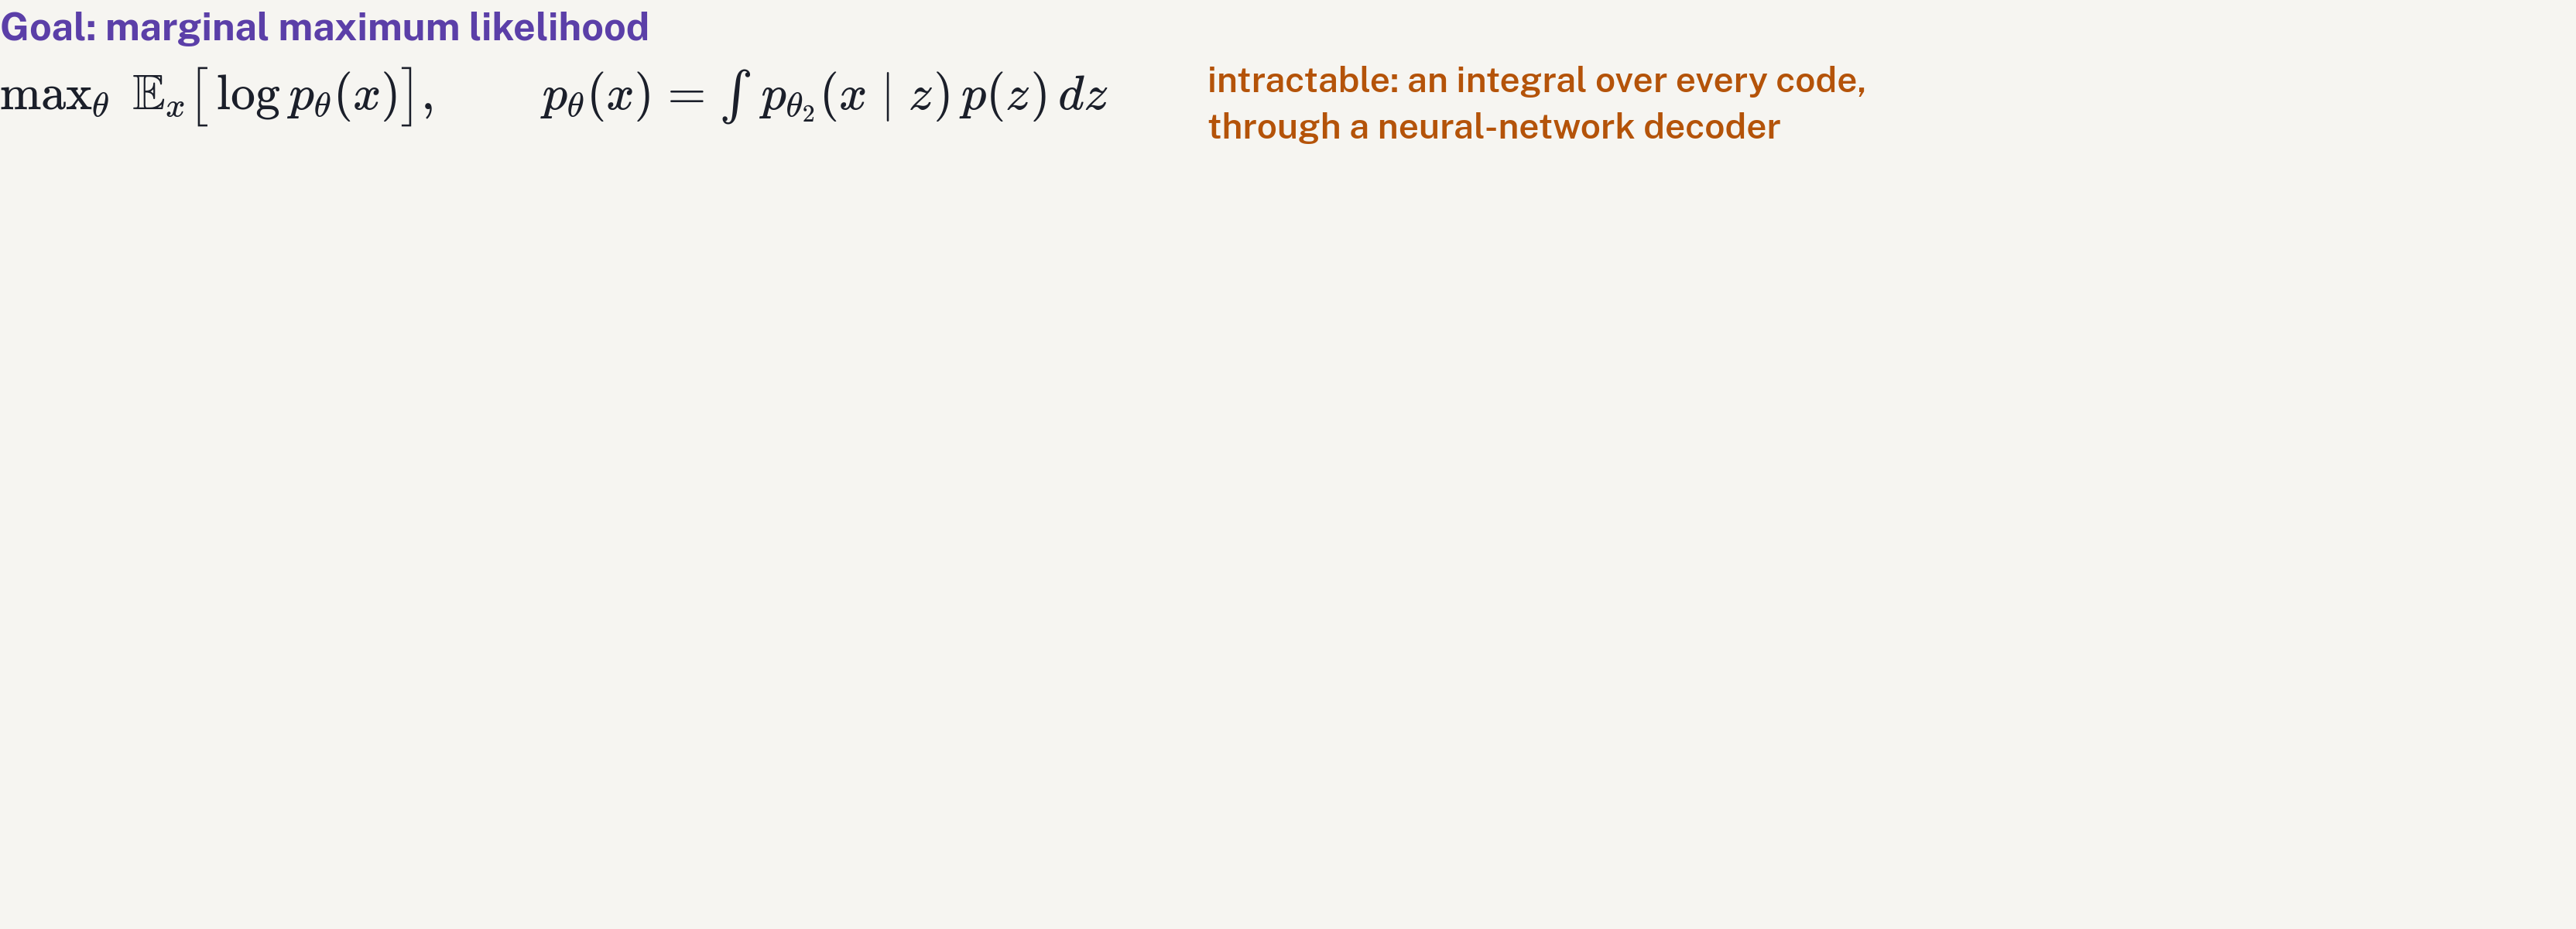 Goal: marginal maximum likelihood
max_θ 𝔼_x[log p_θ(x)],    p_θ(x) = ∫ p_{θ_2}(x | z) p(z) dz
intractable: an integral over every code,
through a neural-network decoder